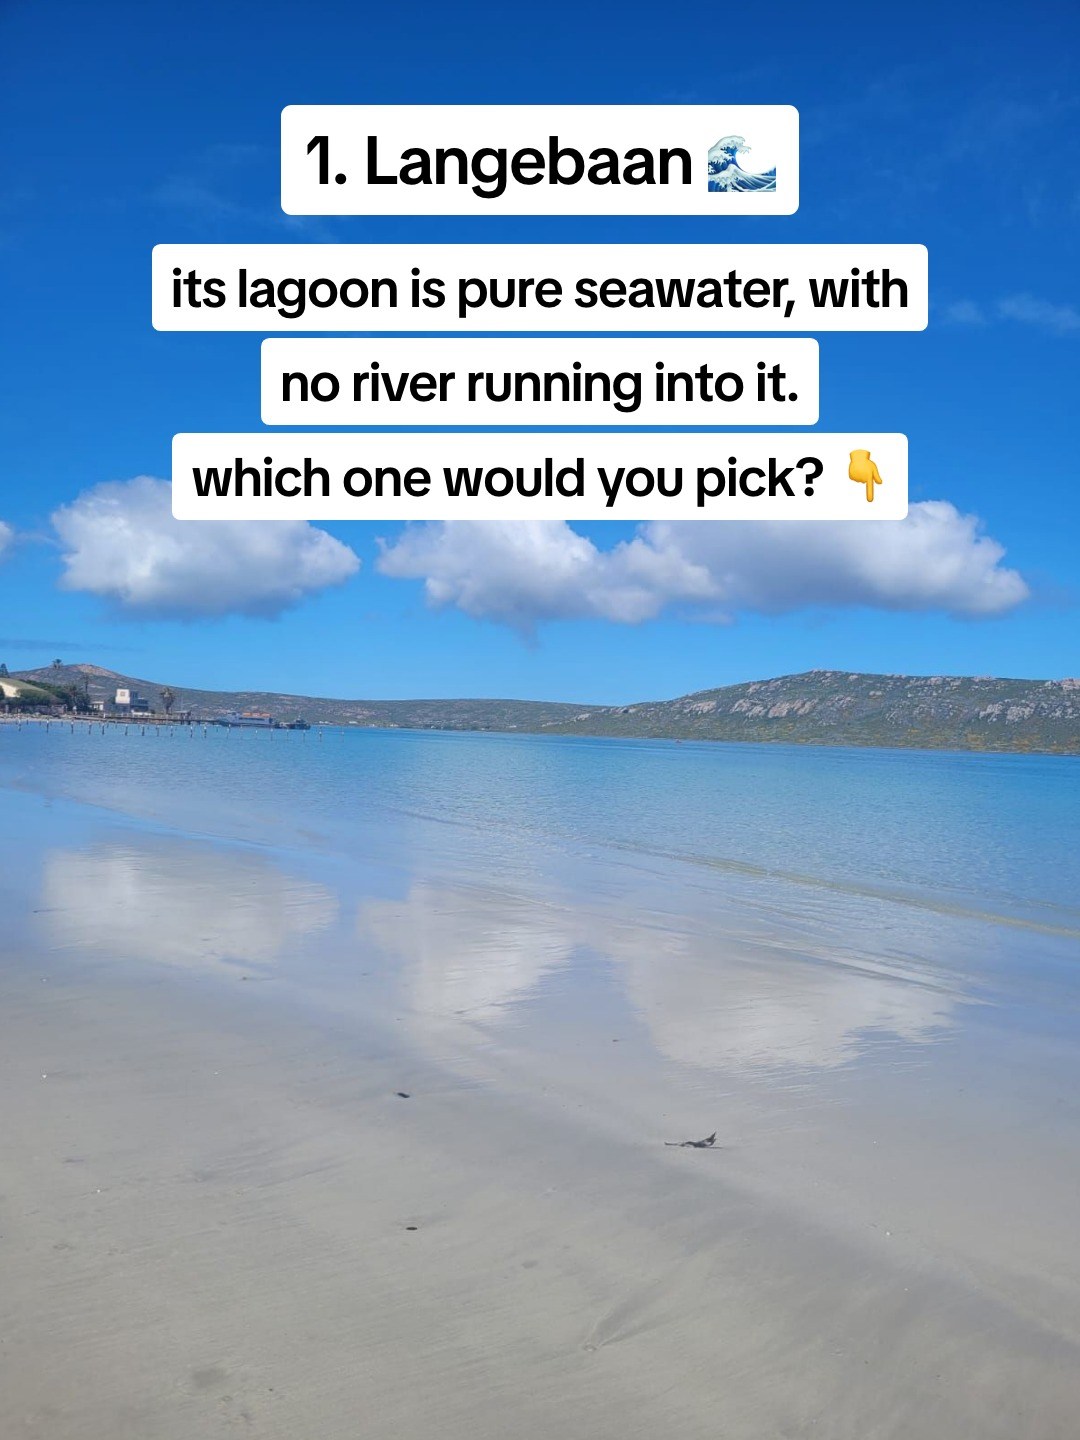 1. Langebaan 🌊
its lagoon is pure seawater, with
no river running into it.
which one would you pick? 👇